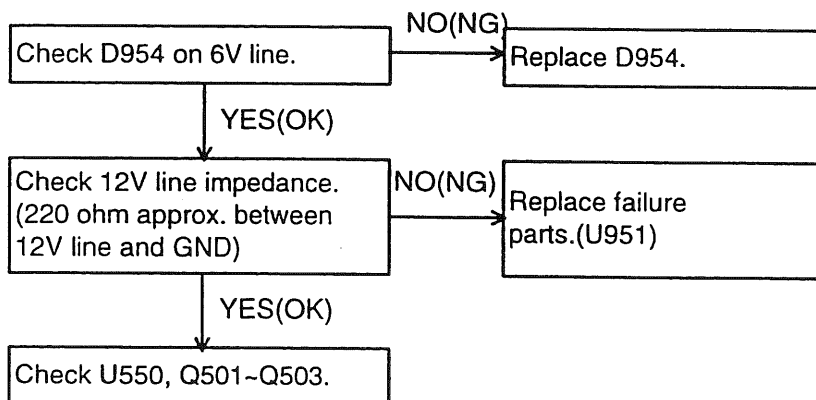 Check D954 on 6V line.
NO(NG)
Replace D954.
YES(OK)
Check 12V line impedance.
(220 ohm approx. between
12V line and GND)
NO(NG)
Replace failure
parts.(U951)
YES(OK)
Check U550, Q501~Q503.